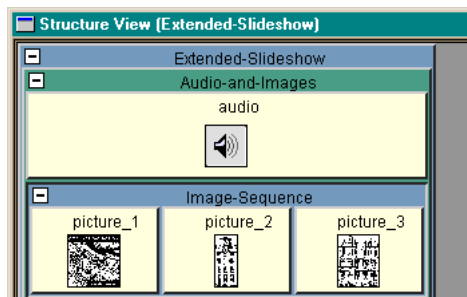 Structure View (Extended-Slideshow)
Extended-Slideshow
Audio-and-Images
audio
Image-Sequence
picture_1 picture_2 picture_3